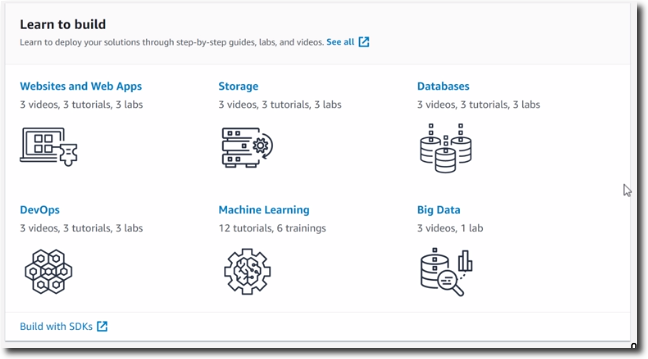 Learn to build
Learn to deploy your solutions through step-by-step guides, labs, and videos. See all
Websites and Web Apps
3 videos, 3 tutorials, 3 labs
Storage
3 videos, 3 tutorials, 3 labs
Databases
3 videos, 3 tutorials, 3 labs
DevOps
3 videos, 3 tutorials, 3 labs
Machine Learning
12 tutorials, 6 trainings
Big Data
3 videos, 1 lab
Build with SDKs